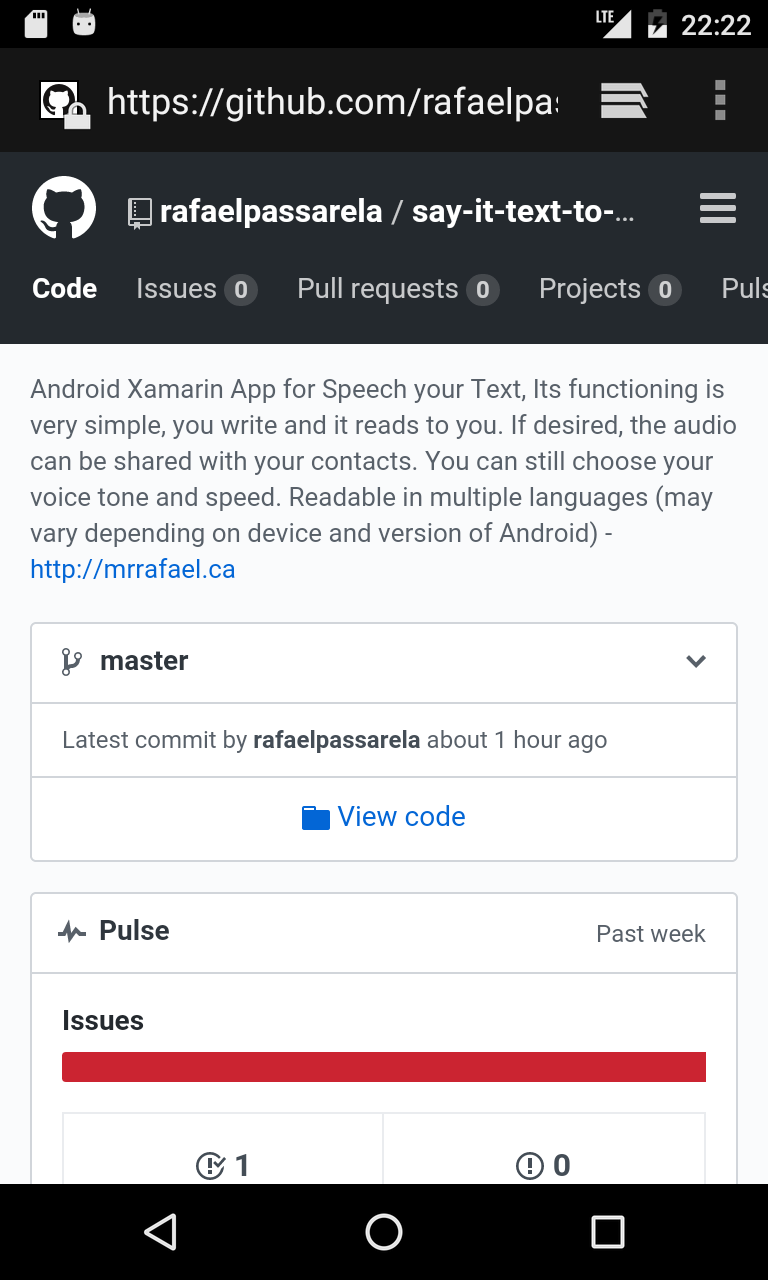 LTE 22:22
https://github.com/rafaelpas
rafaelpassarela / say-it-text-to-...
Code Issues 0 Pull requests 0 Projects 0 Puls
Android Xamarin App for Speech your Text, Its functioning is
very simple, you write and it reads to you. If desired, the audio
can be shared with your contacts. You can still choose your
voice tone and speed. Readable in multiple languages (may
vary depending on device and version of Android) -
http://mrrafael.ca
master
Latest commit by rafaelpassarela about 1 hour ago
View code
Pulse Past week
Issues
1 0